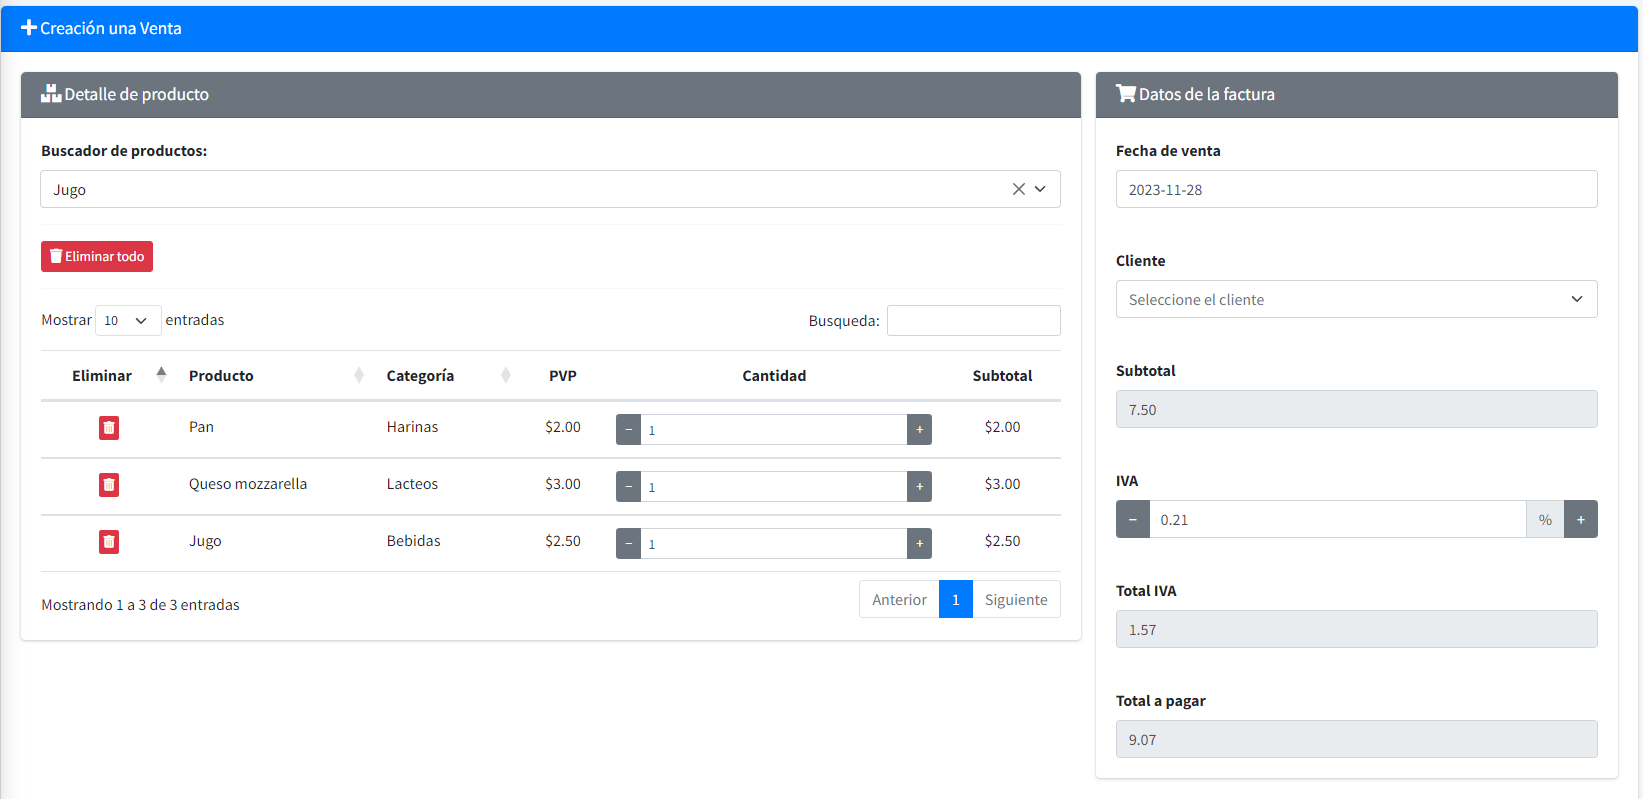 Creación una Venta
Detalle de producto
Buscador de productos:
Jugo
Eliminar todo
Mostrar 10 entradas
Busqueda:
Eliminar Producto Categoría PVP Cantidad Subtotal
Pan Harinas $2.00 − 1 + $2.00
Queso mozzarella Lacteos $3.00 − 1 + $3.00
Jugo Bebidas $2.50 − 1 + $2.50
Mostrando 1 a 3 de 3 entradas
Anterior 1 Siguiente
Datos de la factura
Fecha de venta
2023-11-28
Cliente
Seleccione el cliente
Subtotal
7.50
IVA
− 0.21 % +
Total IVA
1.57
Total a pagar
9.07